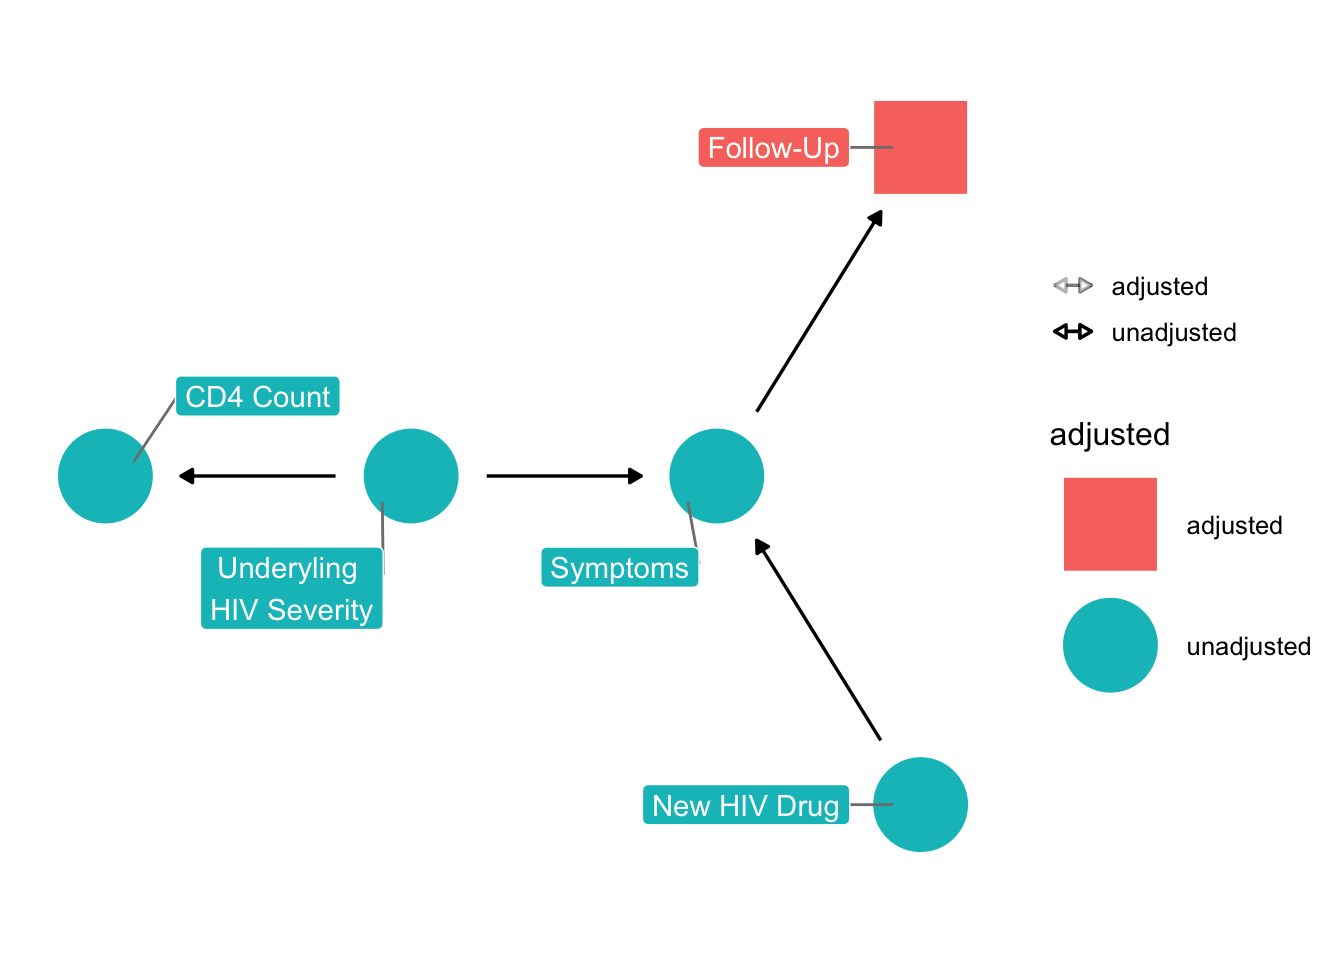 Follow-Up
adjusted
unadjusted
CD4 Count
adjusted
adjusted
Underyling
HIV Severity
Symptoms
unadjusted
New HIV Drug